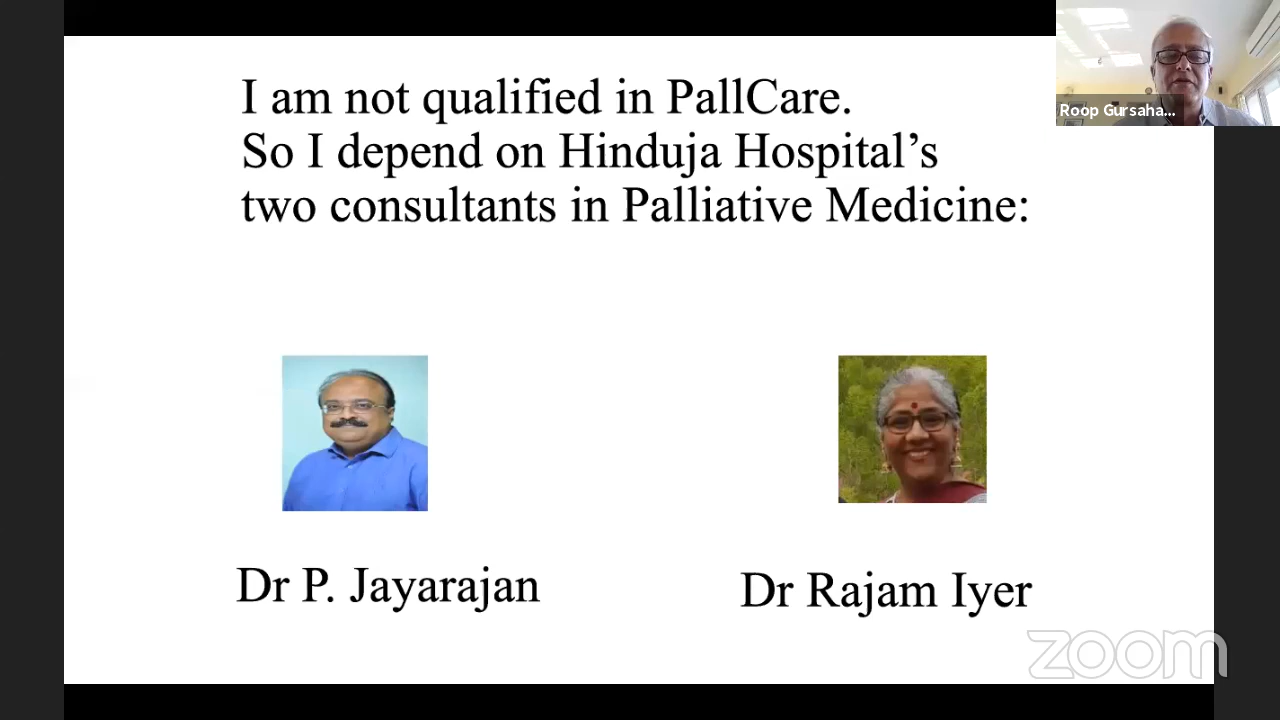 I am not qualified in PallCare.
So I depend on Hinduja Hospital’s
two consultants in Palliative Medicine:
Roop Gursaha...
Dr P. Jayarajan
Dr Rajam Iyer
zoom